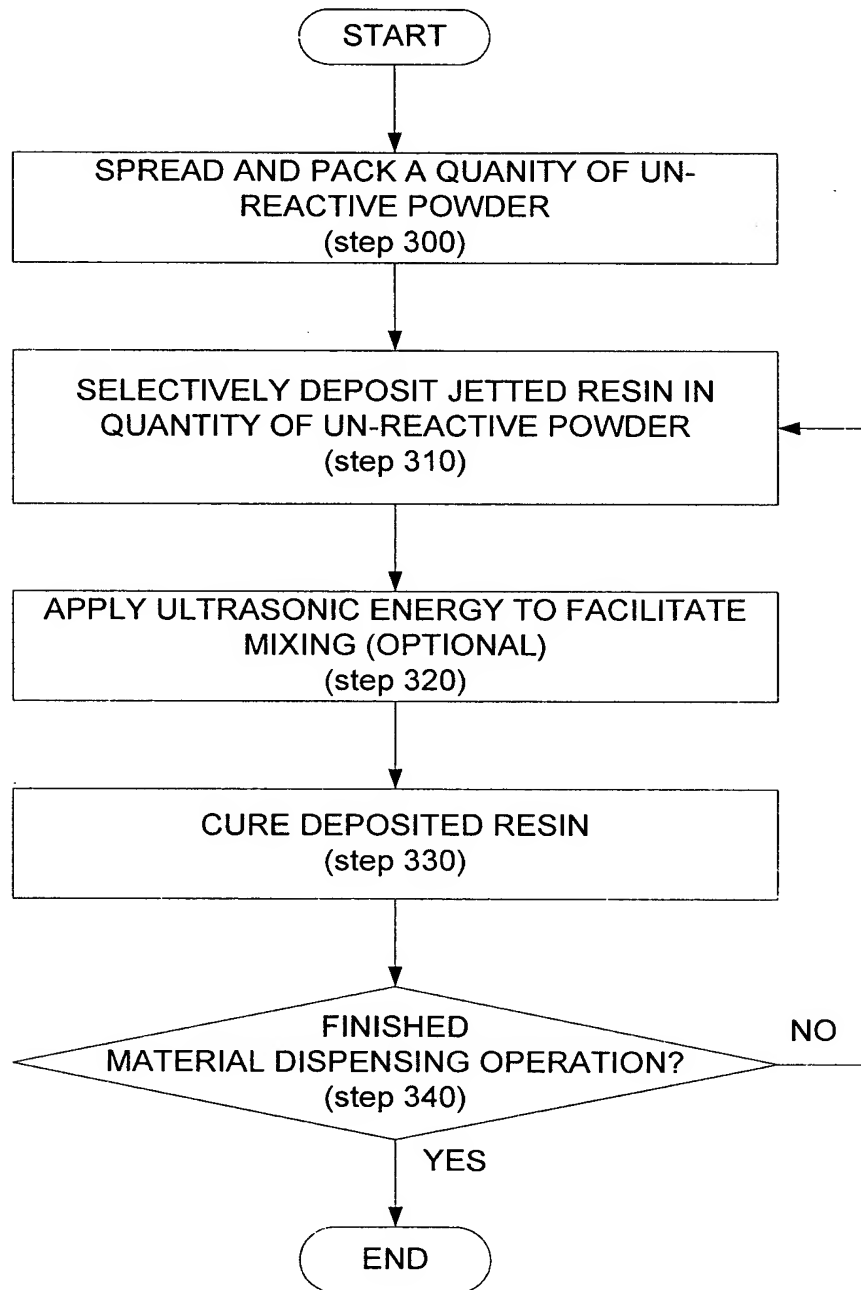 START
SPREAD AND PACK A QUANITY OF UN-
REACTIVE POWDER
(step 300)
SELECTIVELY DEPOSIT JETTED RESIN IN
QUANTITY OF UN-REACTIVE POWDER
(step 310)
APPLY ULTRASONIC ENERGY TO FACILITATE
MIXING (OPTIONAL)
(step 320)
CURE DEPOSITED RESIN
(step 330)
FINISHED
MATERIAL DISPENSING OPERATION?
(step 340)
NO
YES
END